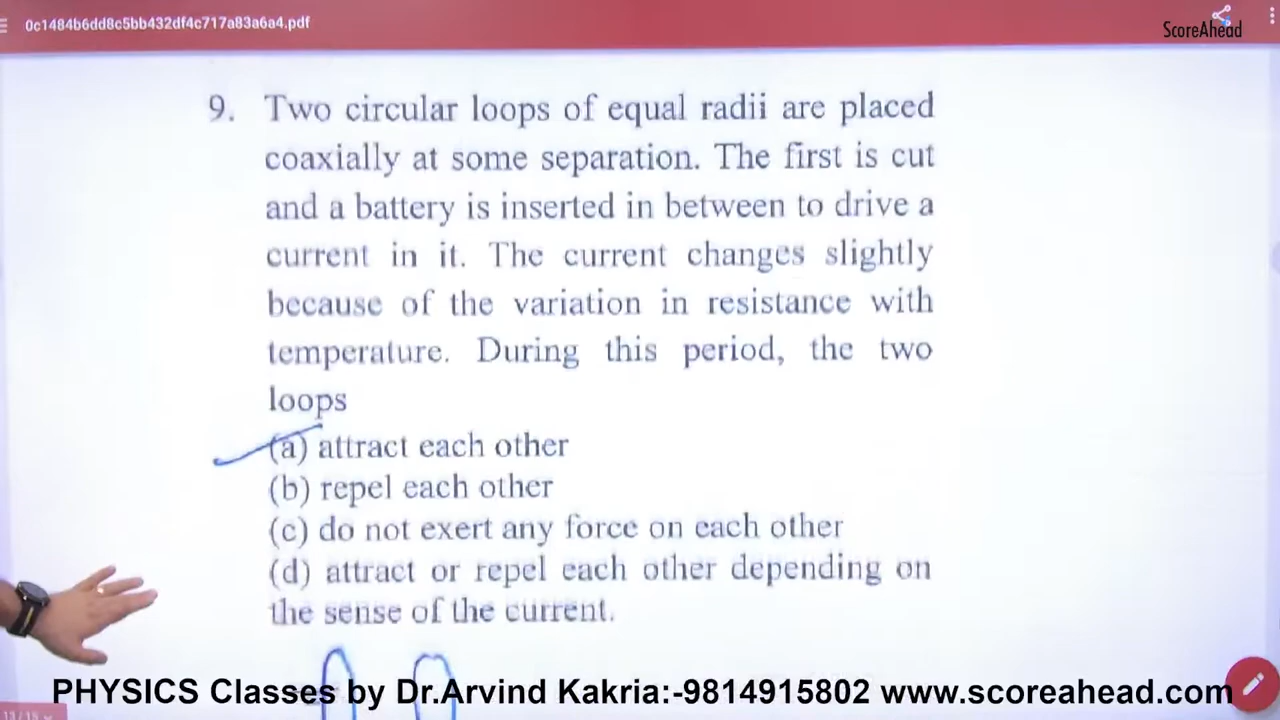 0c1484b6dd8c5bb432df4c717a83a6a4.pdf
ScoreAhead
9. Two circular loops of equal radii are placed
coaxially at some separation. The first is cut
and a battery is inserted in between to drive a
current in it. The current changes slightly
because of the variation in resistance with
temperature. During this period, the two
loops
(a) attract each other
(b) repel each other
(c) do not exert any force on each other
(d) attract or repel each other depending on
the sense of the current.
PHYSICS Classes by Dr.Arvind Kakria:-9814915802 www.scoreahead.com
13/15